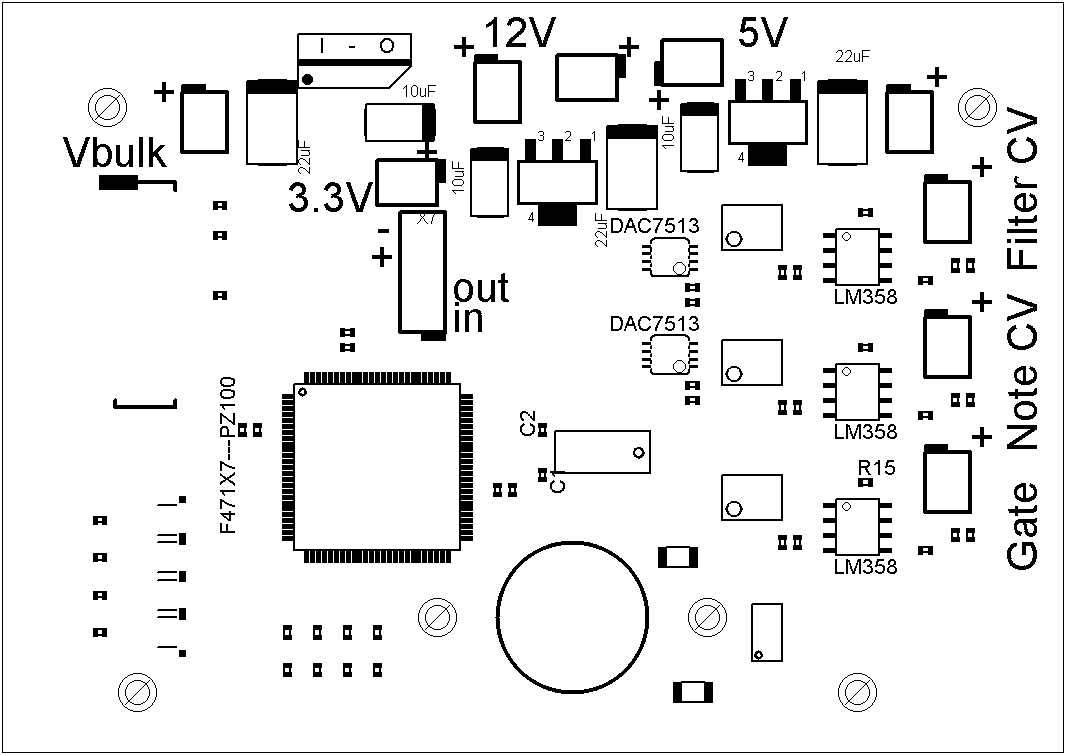 I - O
12V
5V
+
+
+
+
+
3 2 1
22uF
10uF
Vbulk
22uF
+
3 2 1
10uF
4
10uF
3.3V
X7
4
22uF
DAC7513
-
+
out
in
LM358
+
Filter CV
DAC7513
LM358
+
Note CV
F471X7---PZ100
C2
C1
R15
LM358
+
Gate